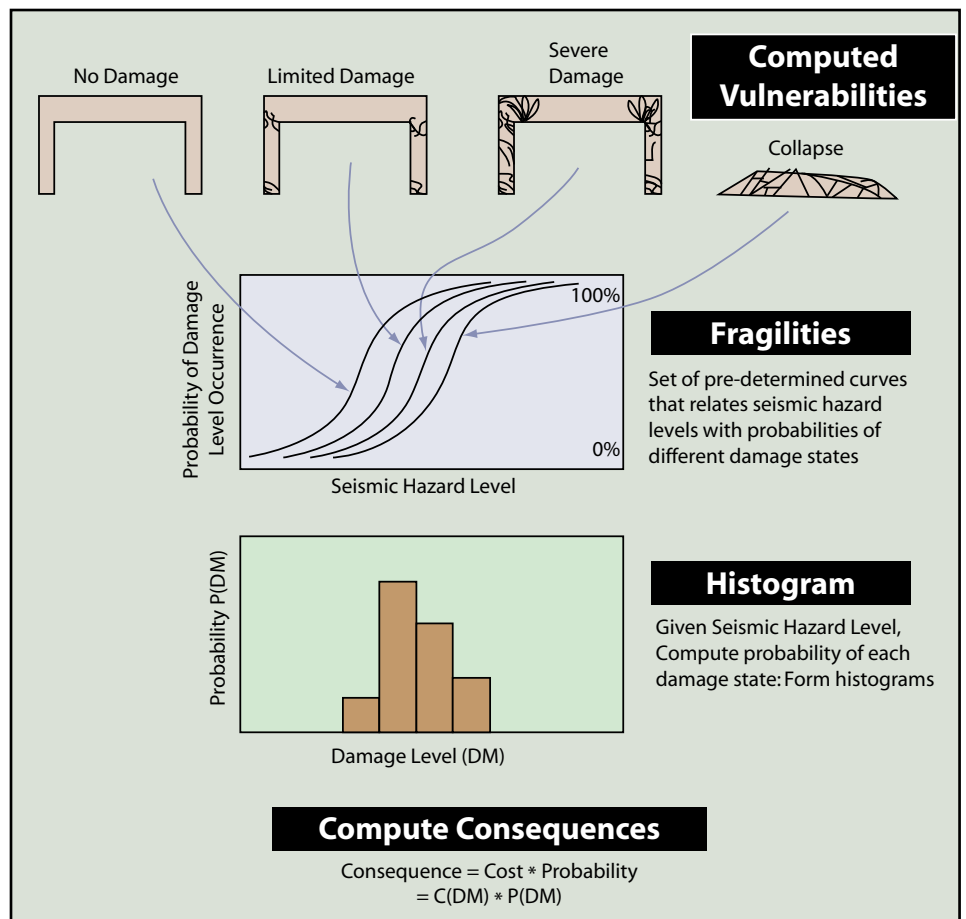 No Damage
Limited Damage
Severe
Damage
Computed
Vulnerabilities
Collapse
Probability of Damage
Level Occurrence
100%
0%
Seismic Hazard Level
Fragilities
Set of pre-determined curves
that relates seismic hazard
levels with probabilities of
different damage states
Probability P(DM)
Damage Level (DM)
Histogram
Given Seismic Hazard Level,
Compute probability of each
damage state: Form histograms
Compute Consequences
Consequence = Cost * Probability
= C(DM) * P(DM)